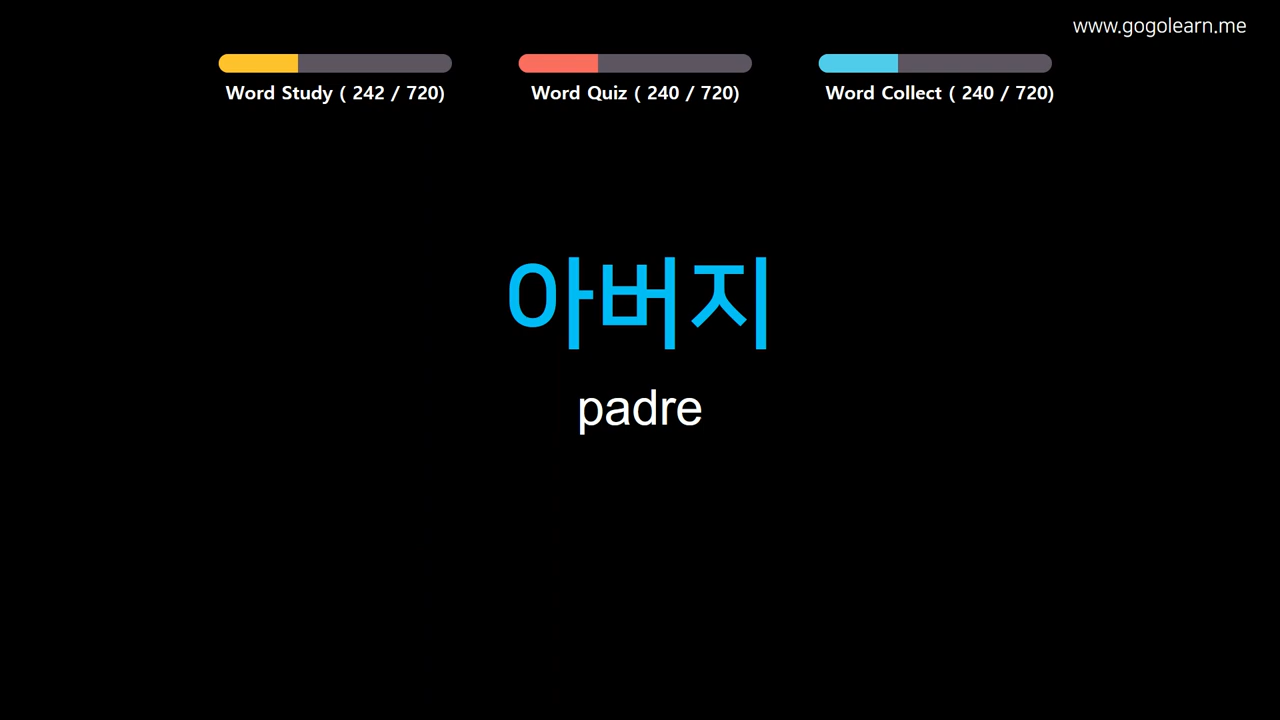 www.gogolearn.me
Word Study ( 242 / 720)
Word Quiz ( 240 / 720)
Word Collect ( 240 / 720)
아버지
padre